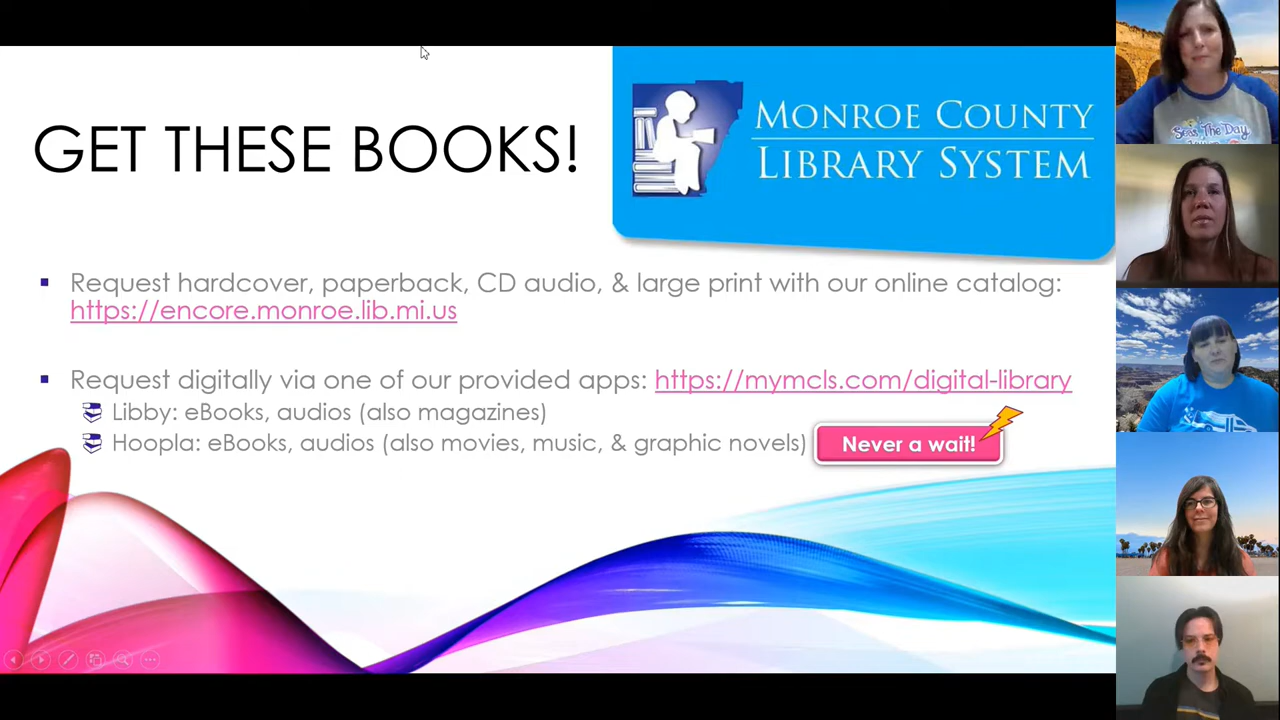 GET THESE BOOKS!
MONROE COUNTY
LIBRARY SYSTEM
Request hardcover, paperback, CD audio, & large print with our online catalog:
https://encore.monroe.lib.mi.us
Request digitally via one of our provided apps: https://mymcls.com/digital-library
Libby: eBooks, audios (also magazines)
Hoopla: eBooks, audios (also movies, music, & graphic novels)
Never a wait!
The Day